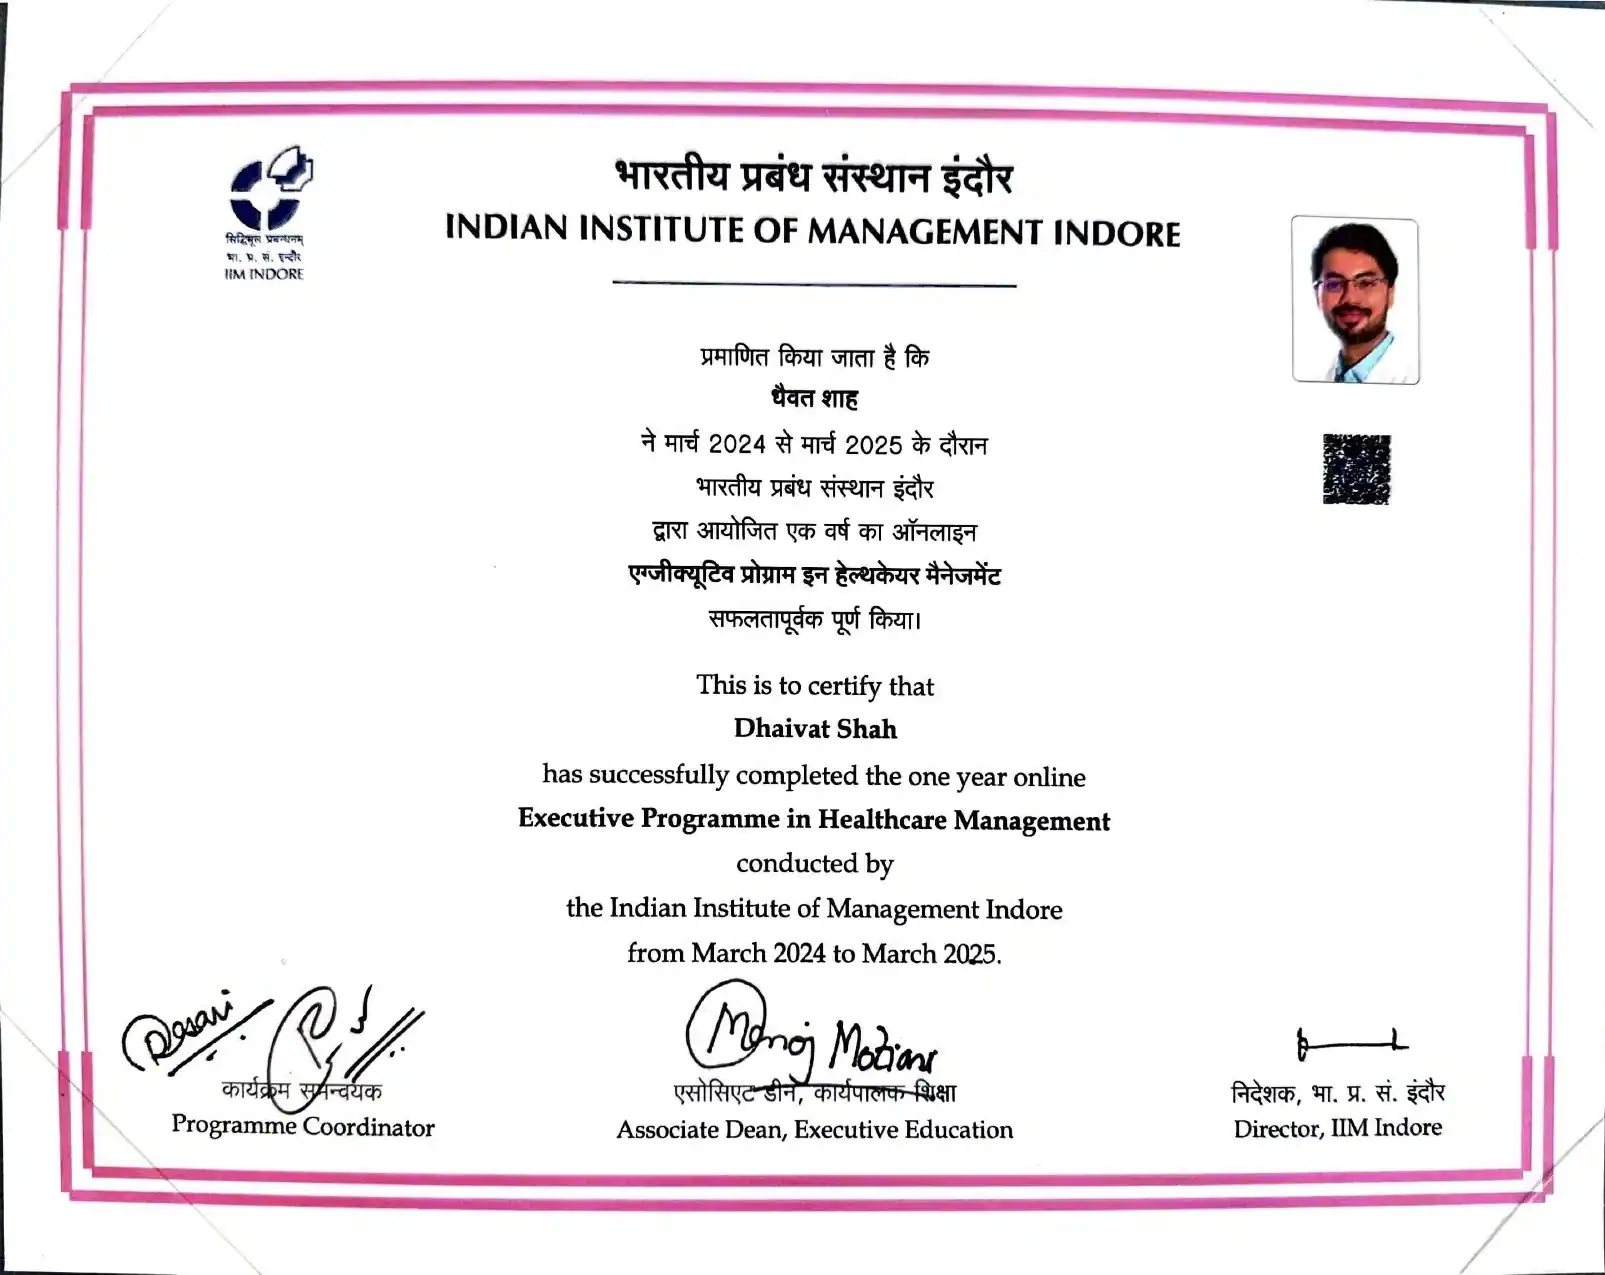 सिद्धिमूलं प्रबन्धनम्
भा. प्र. सं. इन्दौर
IIM INDORE
भारतीय प्रबंध संस्थान इंदौर
INDIAN INSTITUTE OF MANAGEMENT INDORE
प्रमाणित किया जाता है कि
धैवत शाह
ने मार्च 2024 से मार्च 2025 के दौरान
भारतीय प्रबंध संस्थान इंदौर
द्वारा आयोजित एक वर्ष का ऑनलाइन
एग्जीक्यूटिव प्रोग्राम इन हेल्थकेयर मैनेजमेंट
सफलतापूर्वक पूर्ण किया।
This is to certify that
Dhaivat Shah
has successfully completed the one year online
Executive Programme in Healthcare Management
conducted by
the Indian Institute of Management Indore
from March 2024 to March 2025.
कार्यक्रम समन्वयक
Programme Coordinator
Manoj Motiani
एसोसिएट डीन, कार्यपालक शिक्षा
Associate Dean, Executive Education
निदेशक, भा. प्र. सं. इंदौर
Director, IIM Indore